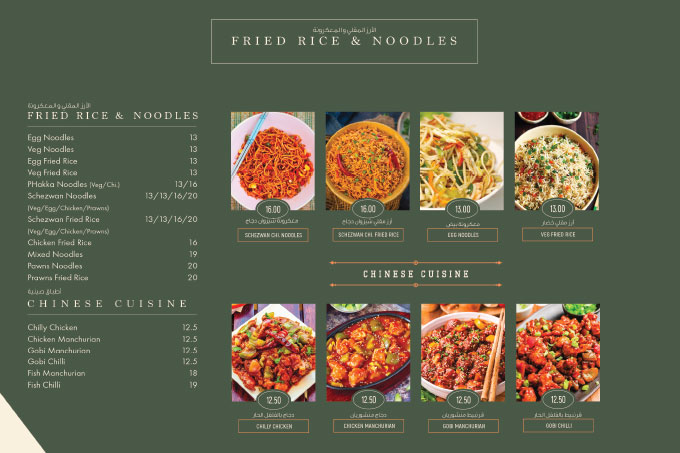 الأرز المقلي و المعكرونة
FRIED RICE & NOODLES
الأرز المقلي و المعكرونة
FRIED RICE & NOODLES
Egg Noodles 13
Veg Noodles 13
Egg Fried Rice 13
Veg Fried Rice 13
PHakka Noodles (Veg/Chi.) 13/16
Schezwan Noodles 13/13/16/20
(Veg/Egg/Chicken/Prawns)
Schezwan Fried Rice 13/13/16/20
(Veg/Egg/Chicken/Prawns)
Chicken Fried Rice 16
Mixed Noodles 19
Pawns Noodles 20
Prawns Fried Rice 20
أطباق صينية
CHINESE CUISINE
Chilly Chicken 12.5
Chicken Manchurian 12.5
Gobi Manchurian 12.5
Gobi Chilli 12.5
Fish Manchurian 18
Fish Chilli 19
16.00
معكرونة شيزوان دجاج
SCHEZWAN CHI. NOODLES
16.00
أرز مقلي شيزوان دجاج
SCHEZWAN CHI. FRIED RICE
13.00
معكرونة بيض
EGG NOODLES
13.00
أرز مقلي خضار
VEG FRIED RICE
CHINESE CUISINE
12.50
دجاج بالفلفل الحار
CHILLY CHICKEN
12.50
دجاج منشوريان
CHICKEN MANCHURIAN
12.50
قرنبيط منشوريان
GOBI MANCHURIAN
12.50
قرنبيط بالفلفل الحار
GOBI CHILLI